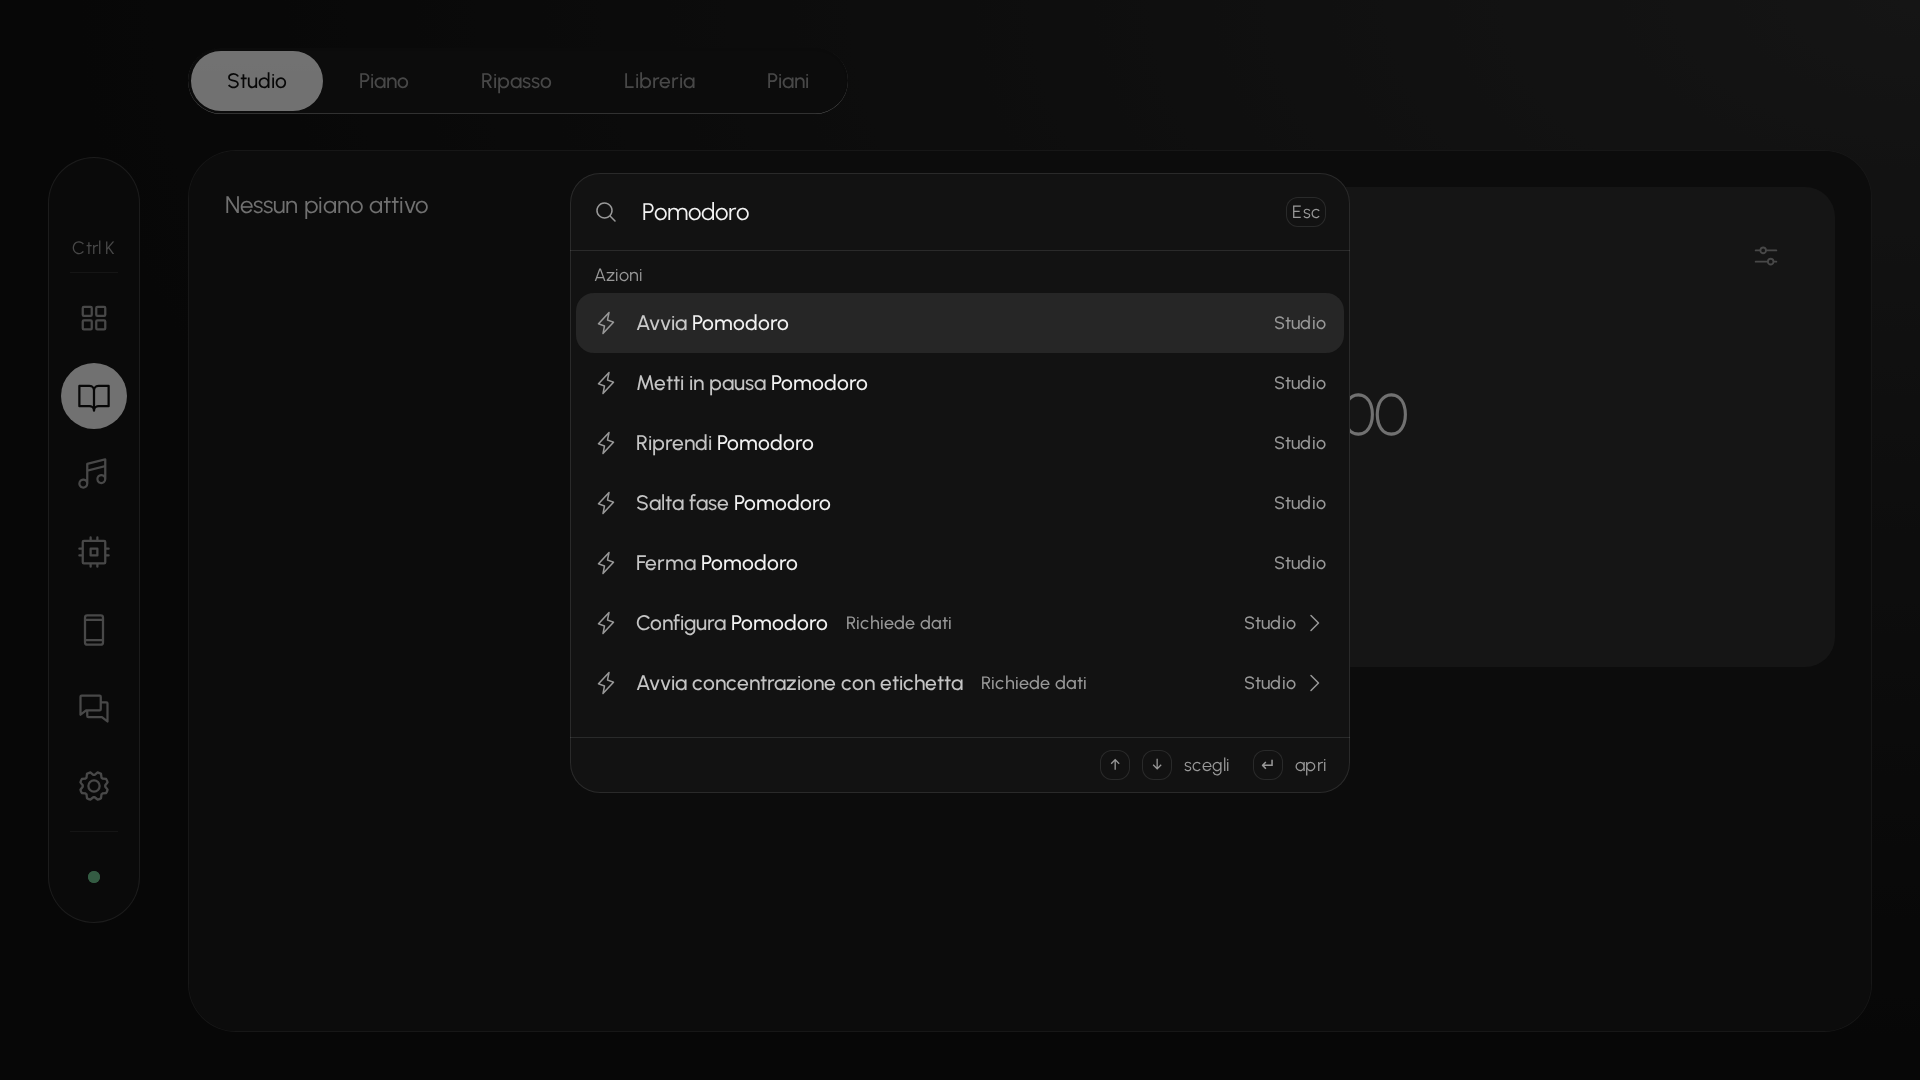 Studio Piano Ripasso Libreria Piani
Ctrl K
Nessun piano attivo
Pomodoro Esc
Azioni
Avvia Pomodoro Studio
Metti in pausa Pomodoro Studio
Riprendi Pomodoro Studio
Salta fase Pomodoro Studio
Ferma Pomodoro Studio
Configura Pomodoro Richiede dati Studio
Avvia concentrazione con etichetta Richiede dati Studio
scegli apri
00